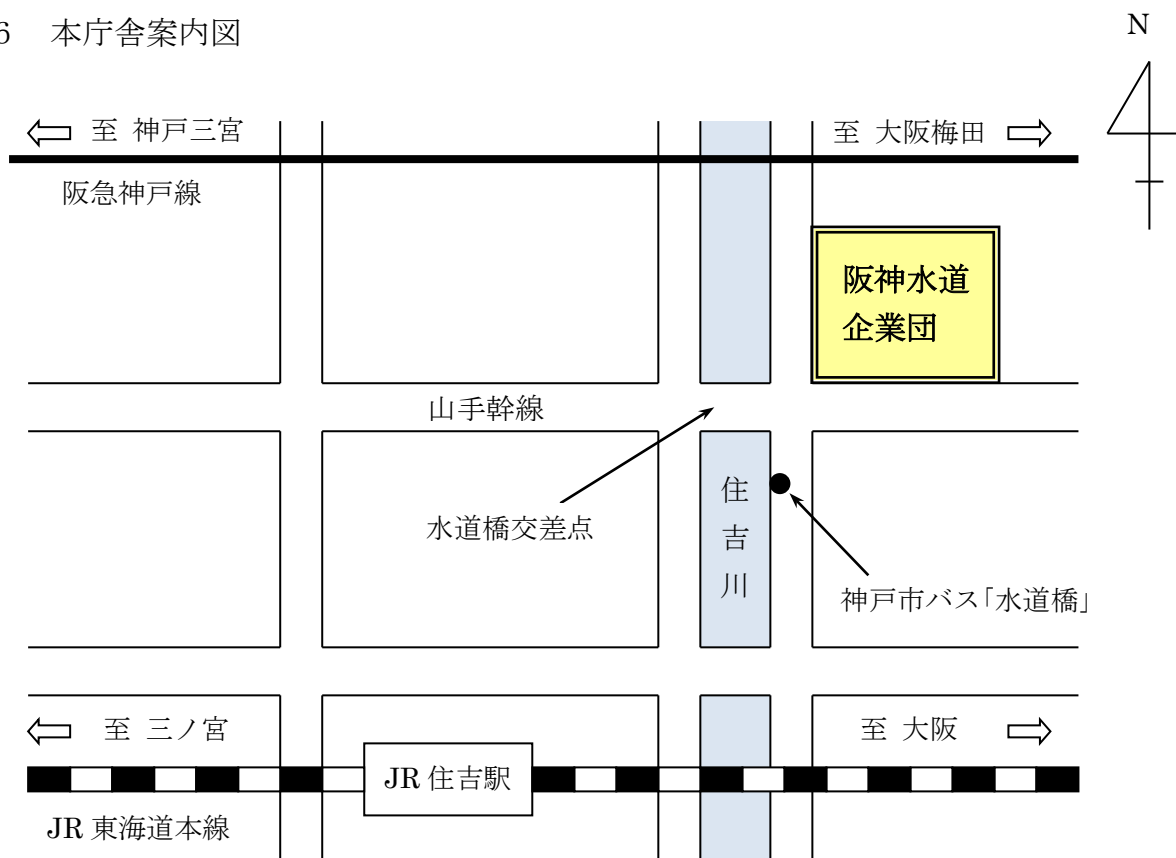 6 本庁舎案内図
N
至 神戸三宮
至 大阪梅田
阪急神戸線
阪神水道
企業団
山手幹線
水道橋交差点
住吉川
神戸市バス「水道橋」
至 三ノ宮
至 大阪
JR 住吉駅
JR 東海道本線